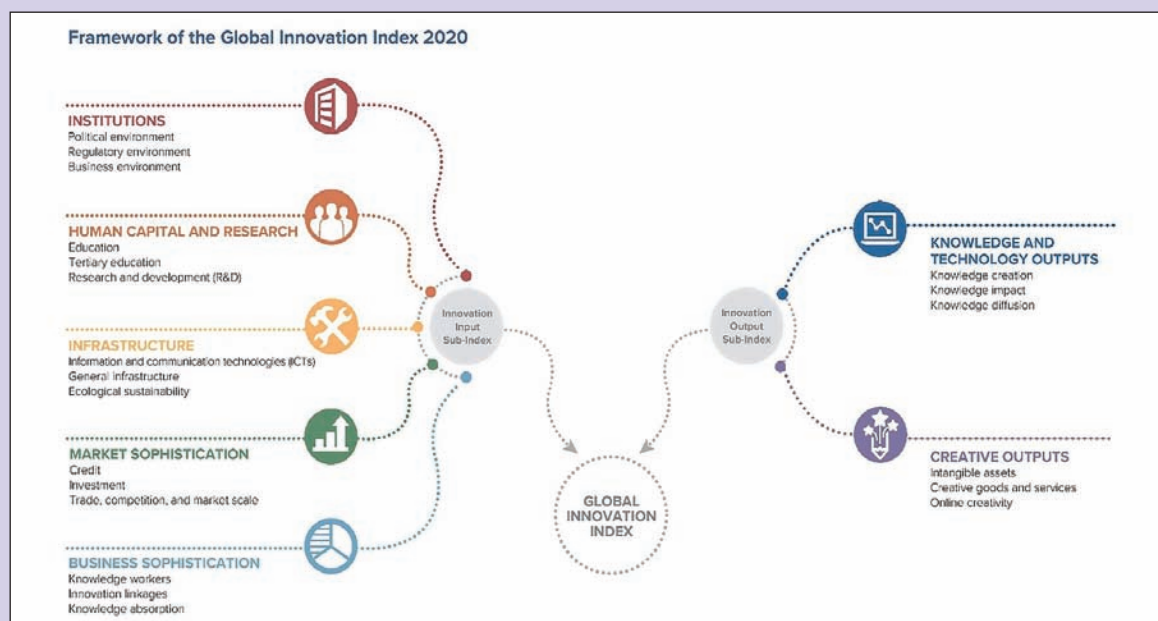 Framework of the Global Innovation Index 2020
INSTITUTIONS
Political environment
Regulatory environment
Business environment
HUMAN CAPITAL AND RESEARCH
Education
Tertiary education
Research and development (R&D)
INFRASTRUCTURE
Information and communication technologies (ICTs)
General infrastructure
Ecological sustainability
MARKET SOPHISTICATION
Credit
Investment
Trade, competition, and market scale
BUSINESS SOPHISTICATION
Knowledge workers
Innovation linkages
Knowledge absorption
Innovation
Input
Sub-Index
GLOBAL
INNOVATION
INDEX
Innovation
Output
Sub-Index
KNOWLEDGE AND
TECHNOLOGY OUTPUTS
Knowledge creation
Knowledge impact
Knowledge diffusion
CREATIVE OUTPUTS
Intangible assets
Creative goods and services
Online creativity